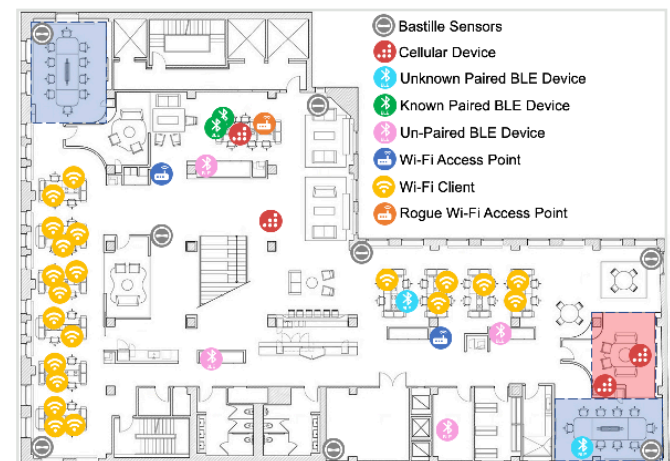 Bastille Sensors
Cellular Device
Unknown Paired BLE Device
Known Paired BLE Device
Un-Paired BLE Device
Wi-Fi Access Point
Wi-Fi Client
Rogue Wi-Fi Access Point